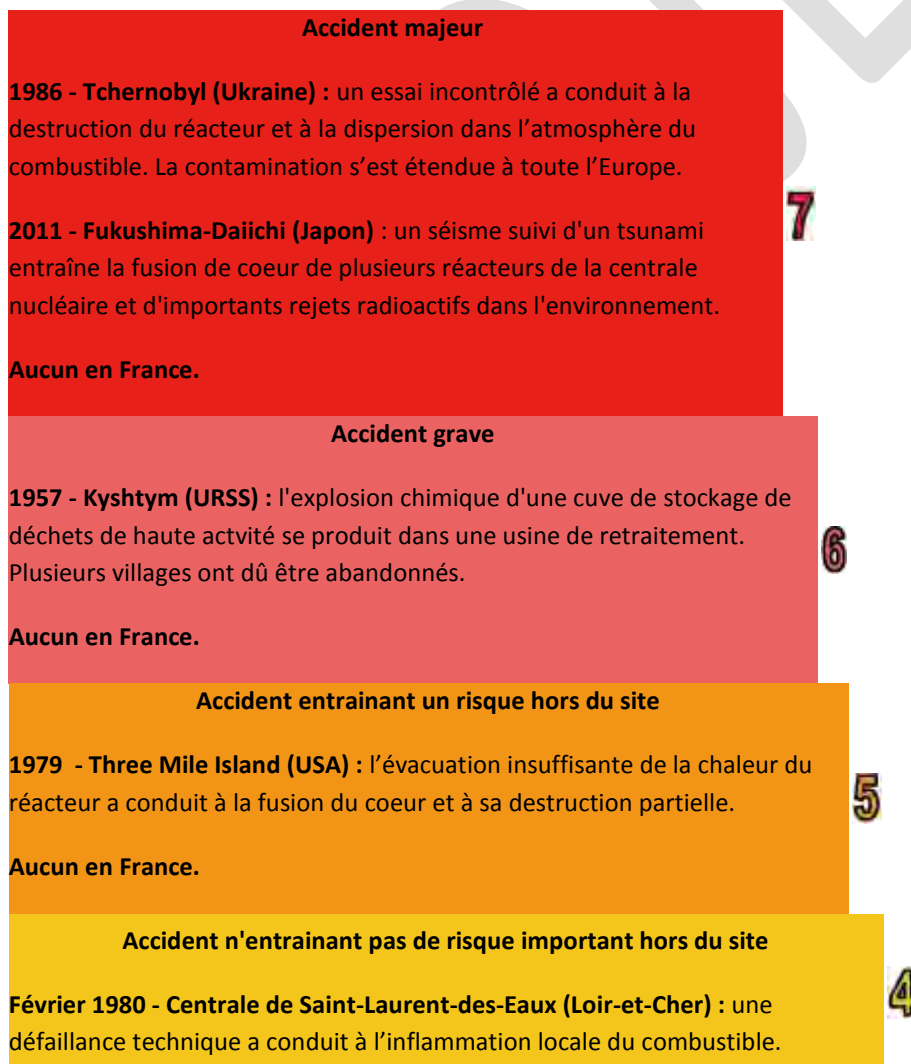 Accident majeur
1986 - Tchernobyl (Ukraine) : un essai incontrôlé a conduit à la
destruction du réacteur et à la dispersion dans l’atmosphère du
combustible. La contamination s’est étendue à toute l’Europe.
7
2011 - Fukushima-Daiichi (Japon) : un séisme suivi d'un tsunami
entraîne la fusion de coeur de plusieurs réacteurs de la centrale
nucléaire et d'importants rejets radioactifs dans l'environnement.
Aucun en France.
Accident grave
1957 - Kyshtym (URSS) : l'explosion chimique d'une cuve de stockage de
déchets de haute actvité se produit dans une usine de retraitement.
6
Plusieurs villages ont dû être abandonnés.
Aucun en France.
Accident entrainant un risque hors du site
1979 - Three Mile Island (USA) : l’évacuation insuffisante de la chaleur du
réacteur a conduit à la fusion du coeur et à sa destruction partielle.
5
Aucun en France.
Accident n'entrainant pas de risque important hors du site
4
Février 1980 - Centrale de Saint-Laurent-des-Eaux (Loir-et-Cher) : une
défaillance technique a conduit à l’inflammation locale du combustible.